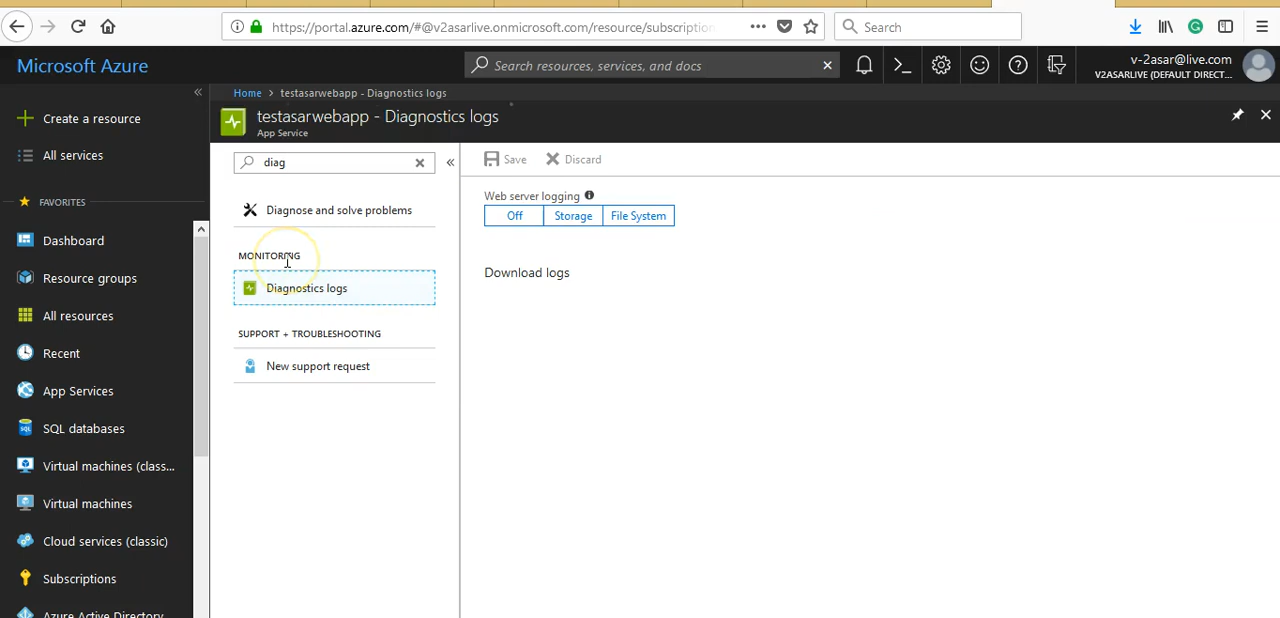 https://portal.azure.com/#@v2asarlive.onmicrosoft.com/resource/subscription
Search
Microsoft Azure
Search resources, services, and docs
v-2asar@live.com
V2ASARLIVE (DEFAULT DIRECT...
Home > testasarwebapp - Diagnostics logs
testasarwebapp - Diagnostics logs
App Service
Create a resource
All services
FAVORITES
Dashboard
Resource groups
All resources
Recent
App Services
SQL databases
Virtual machines (class...
Virtual machines
Cloud services (classic)
Subscriptions
Azure Active Directory
diag
Diagnose and solve problems
MONITORING
Diagnostics logs
SUPPORT + TROUBLESHOOTING
New support request
Save Discard
Web server logging
Off Storage File System
Download logs